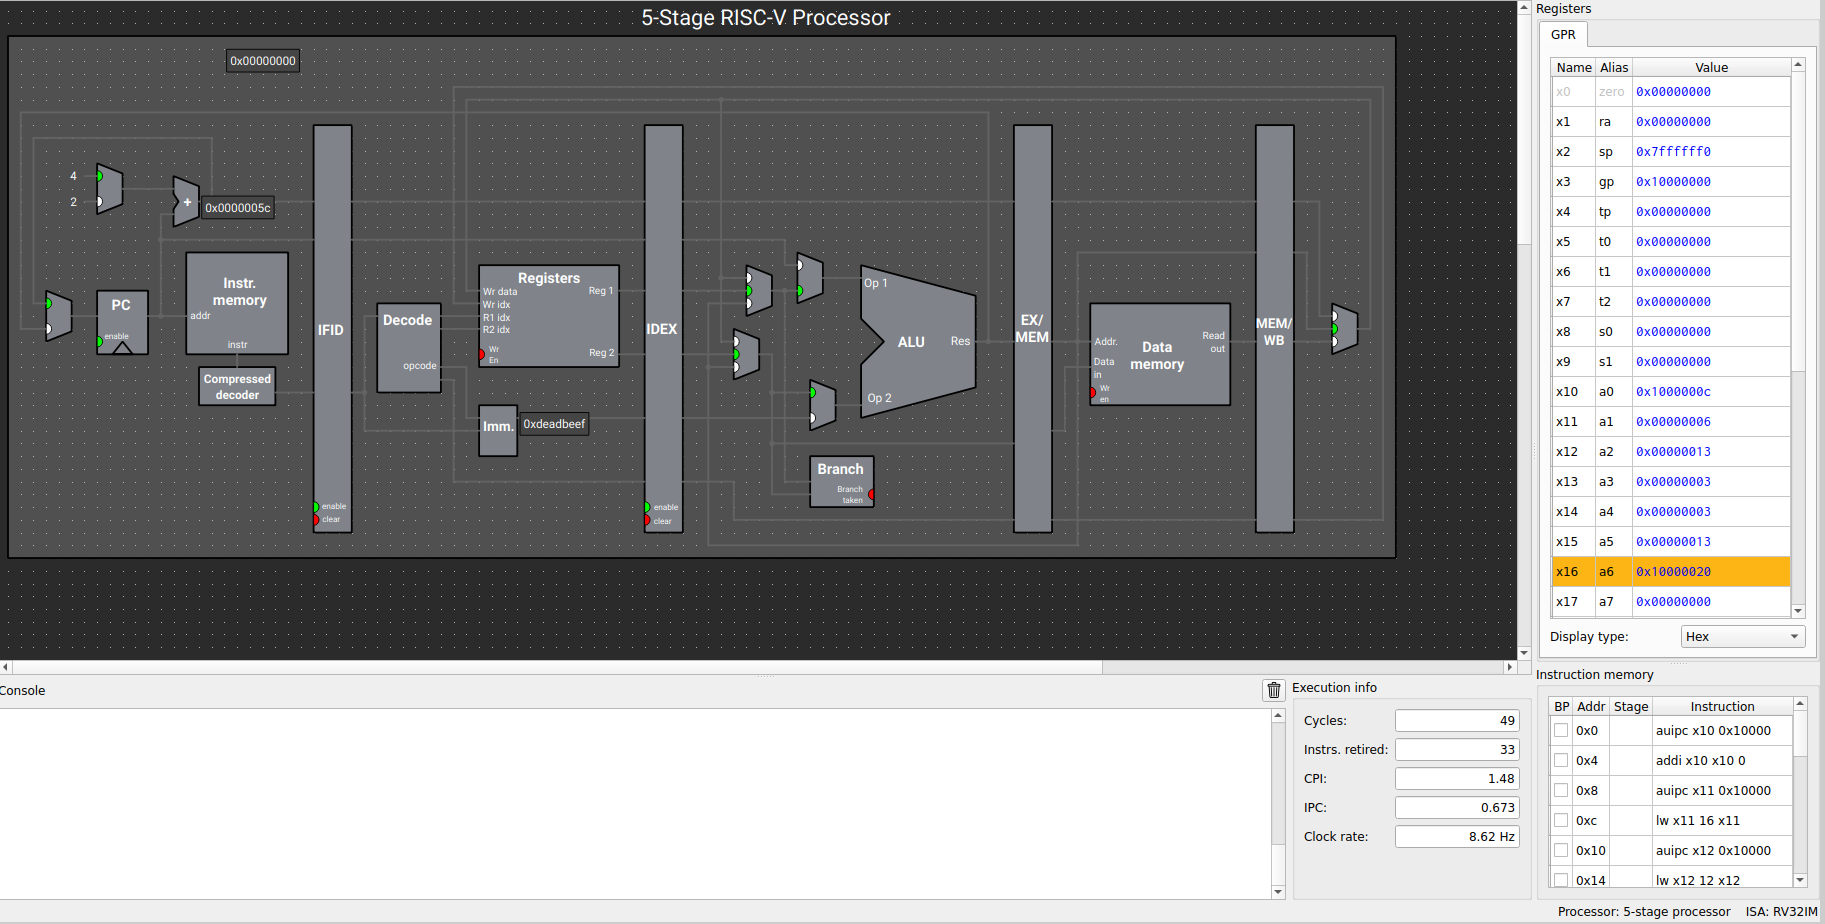 5-Stage RISC-V Processor
0x00000000
4
2
+
0x0000005c
Instr.
memory
addr
instr
PC
enable
Compressed
decoder
IFID
enable
clear
Decode
opcode
Registers
Wr data
Wr idx
R1 idx
R2 idx
Wr
En
Reg 1
Reg 2
Imm.
0xdeadbeef
IDEX
enable
clear
Op 1
ALU
Res
Op 2
Branch
Branch
taken
EX/
MEM
Addr.
Data
in
Wr
en
Data
memory
Read
out
MEM/
WB
Registers
GPR
Name Alias Value
x0 zero 0x00000000
x1 ra 0x00000000
x2 sp 0x7ffffff0
x3 gp 0x10000000
x4 tp 0x00000000
x5 t0 0x00000000
x6 t1 0x00000000
x7 t2 0x00000000
x8 s0 0x00000000
x9 s1 0x00000000
x10 a0 0x1000000c
x11 a1 0x00000006
x12 a2 0x00000013
x13 a3 0x00000003
x14 a4 0x00000003
x15 a5 0x00000013
x16 a6 0x10000020
x17 a7 0x00000000
Display type: Hex
Console
Execution info
Cycles: 49
Instrs. retired: 33
CPI: 1.48
IPC: 0.673
Clock rate: 8.62 Hz
Instruction memory
BP Addr Stage Instruction
0x0 auipc x10 0x10000
0x4 addi x10 x10 0
0x8 auipc x11 0x10000
0xc lw x11 16 x11
0x10 auipc x12 0x10000
0x14 lw x12 12 x12
Processor: 5-stage processor ISA: RV32IM